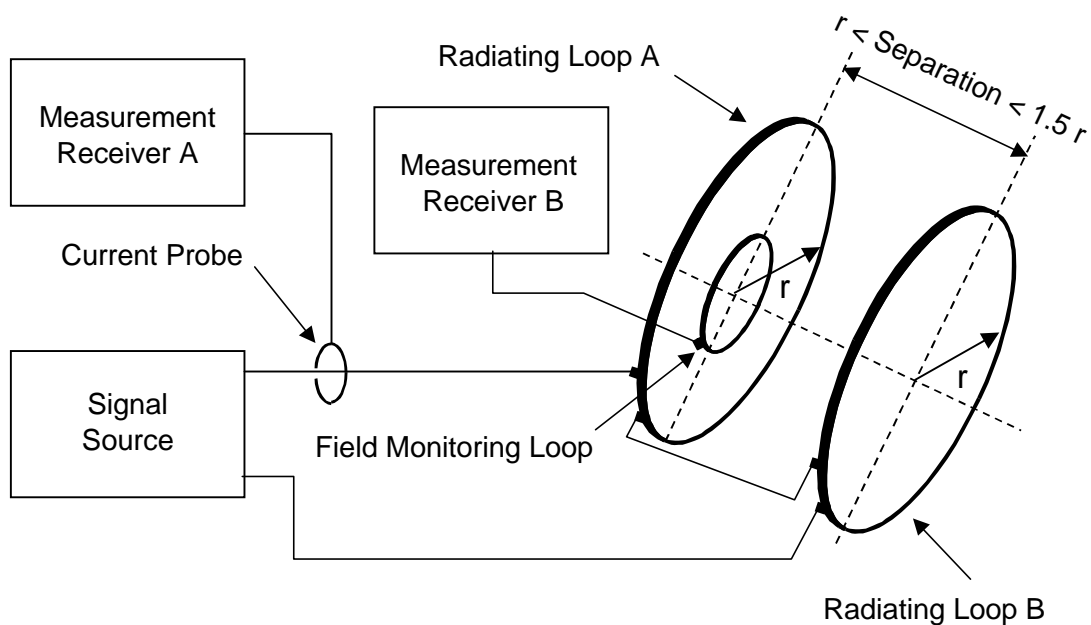 Radiating Loop A
r < Separation < 1.5 r
Measurement
Receiver A
Measurement
Receiver B
Current Probe
r
r
Signal
Source
Field Monitoring Loop
Radiating Loop B